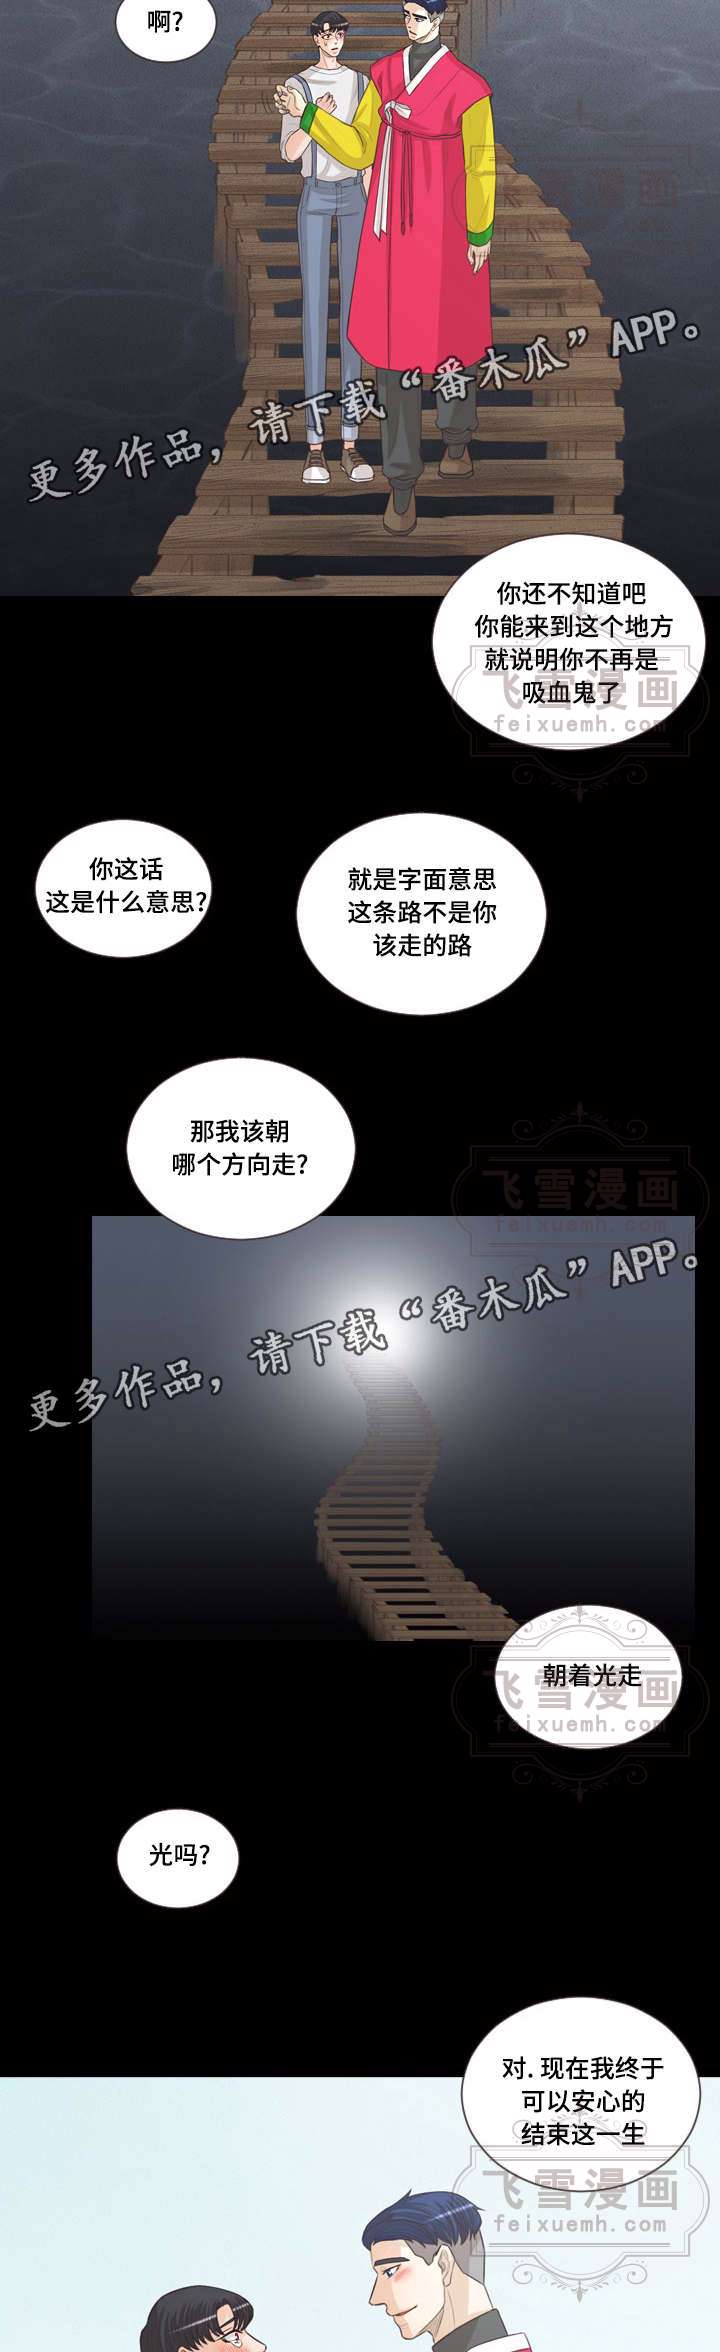 啊?
飞雪漫画
更多作品，请下载“番木瓜”APP。
你还不知道吧
你能来到这个地方
就说明你不再是
吸血鬼了
飞雪漫画
feixuemh.com
你这话
这是什么意思?
就是字面意思
这条路不是你
该走的路
那我该朝
哪个方向走?
飞雪漫画
feixuemh.com
更多作品，请下载“番木瓜”APP。
朝着光走
飞雪漫画
feixuemh.com
光吗?
对. 现在我终于
可以安心的
结束这一生
飞雪漫画
feixuemh.com